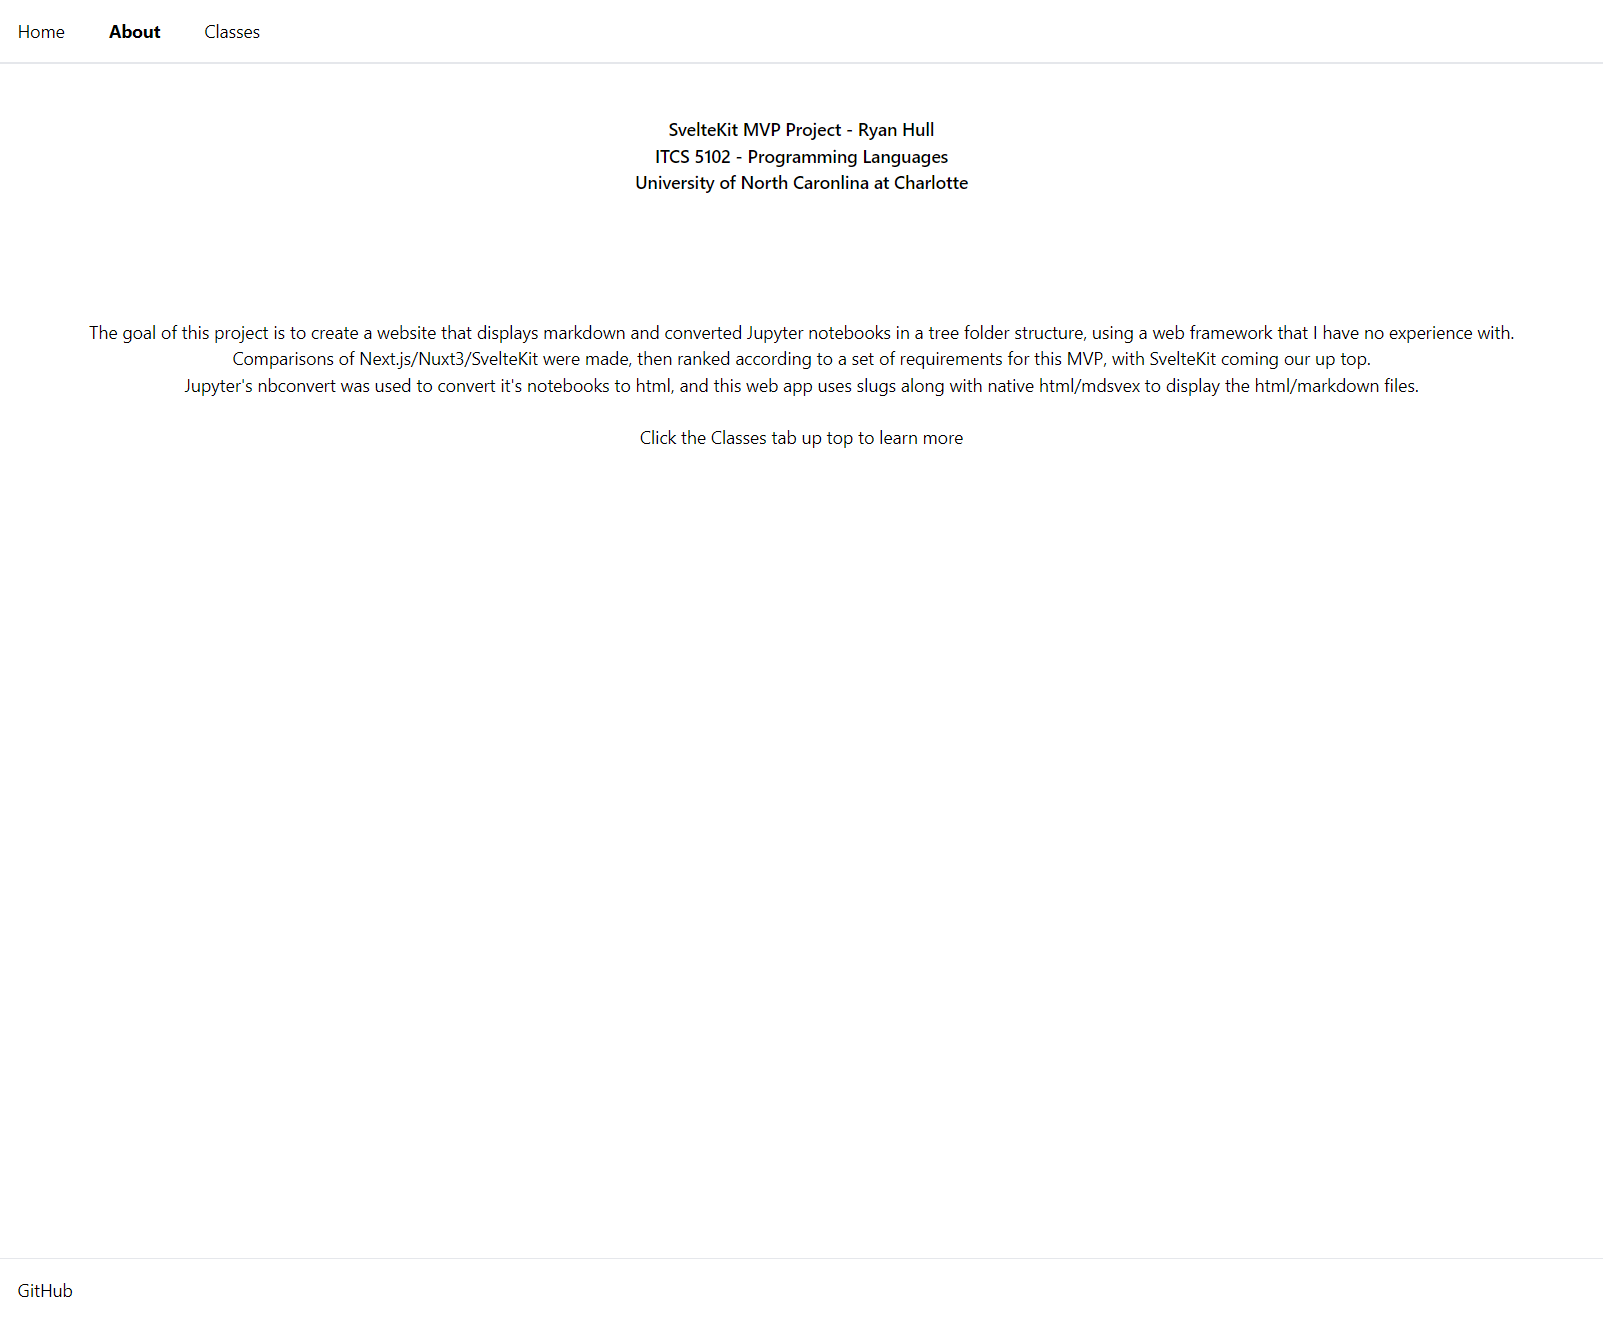 Home About Classes
SvelteKit MVP Project - Ryan Hull
ITCS 5102 - Programming Languages
University of North Caronlina at Charlotte
The goal of this project is to create a website that displays markdown and converted Jupyter notebooks in a tree folder structure, using a web framework that I have no experience with.
Comparisons of Next.js/Nuxt3/SvelteKit were made, then ranked according to a set of requirements for this MVP, with SvelteKit coming our up top.
Jupyter's nbconvert was used to convert it's notebooks to html, and this web app uses slugs along with native html/mdsvex to display the html/markdown files.
Click the Classes tab up top to learn more
GitHub